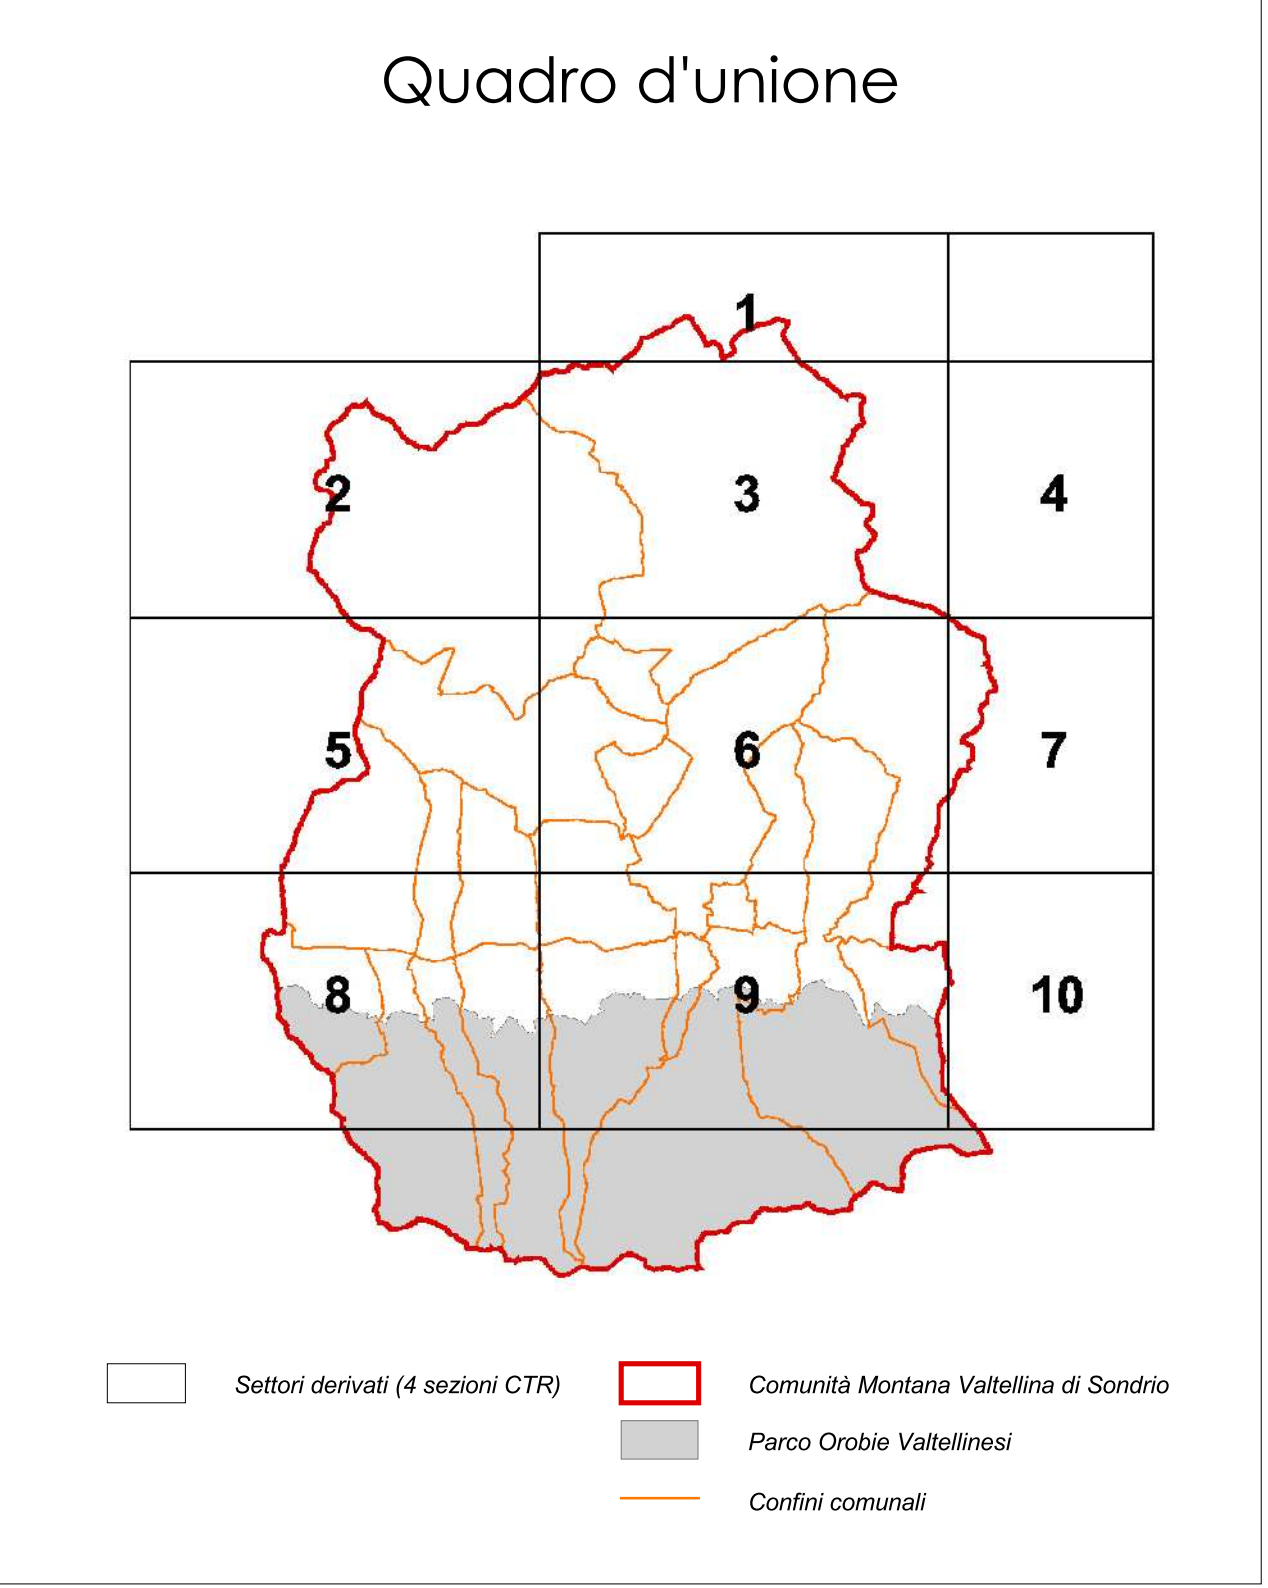 Quadro d'unione
1
2
3
4
5
6
7
8
9
10
Settori derivati (4 sezioni CTR)
Comunità Montana Valtellina di Sondrio
Parco Orobie Valtellinesi
Confini comunali